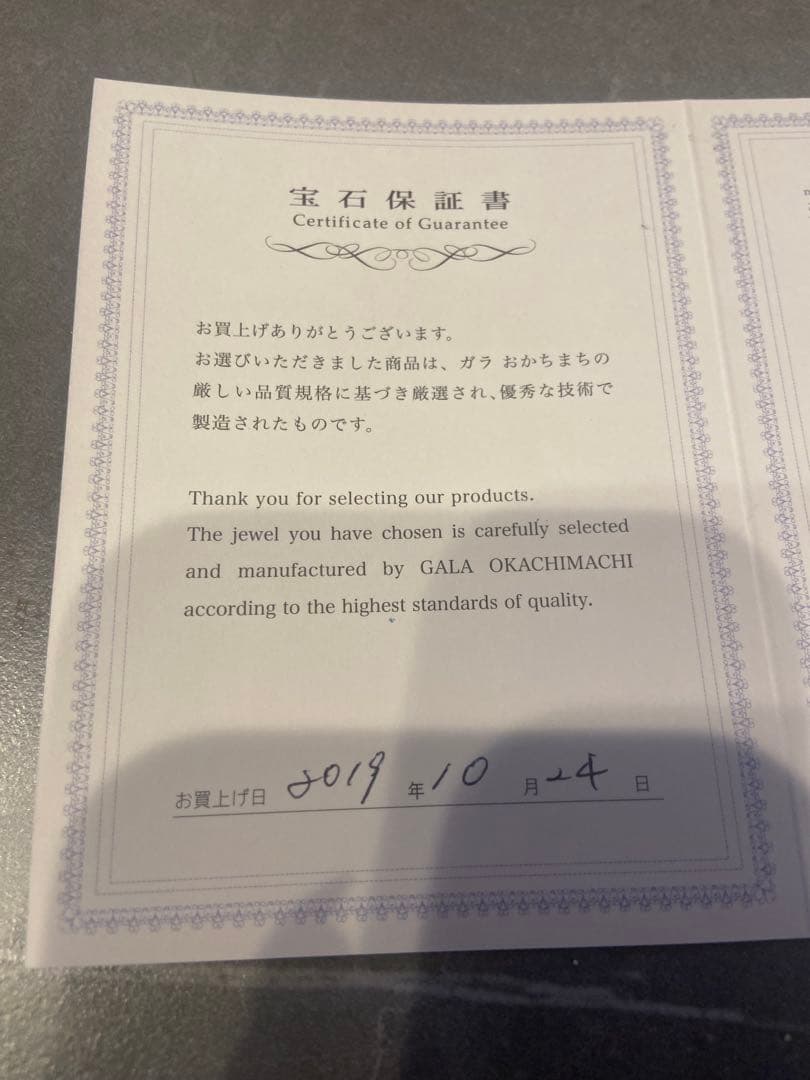 宝石保証書
Certificate of Guarantee
お買上げありがとうございます。
お選びいただきました商品は、ガラ おかちまちの
厳しい品質規格に基づき厳選され、優秀な技術で
製造されたものです。
Thank you for selecting our products.
The jewel you have chosen is carefully selected
and manufactured by GALA OKACHIMACHI
according to the highest standards of quality.
お買上げ日 2019 年 10 月 24 日